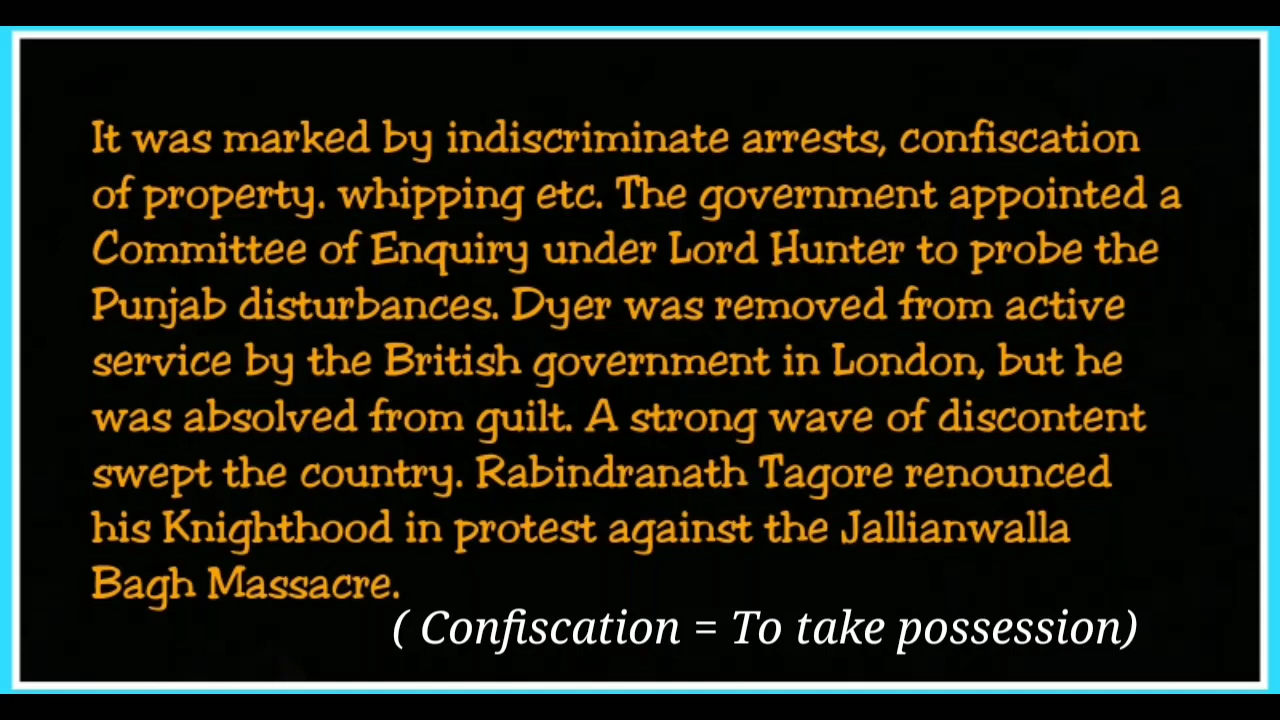 It was marked by indiscriminate arrests, confiscation
of property. whipping etc. The government appointed a
Committee of Enquiry under Lord Hunter to probe the
Punjab disturbances. Dyer was removed from active
service by the British government in London, but he
was absolved from guilt. A strong wave of discontent
swept the country. Rabindranath Tagore renounced
his Knighthood in protest against the Jallianwalla
Bagh Massacre.
( Confiscation = To take possession)